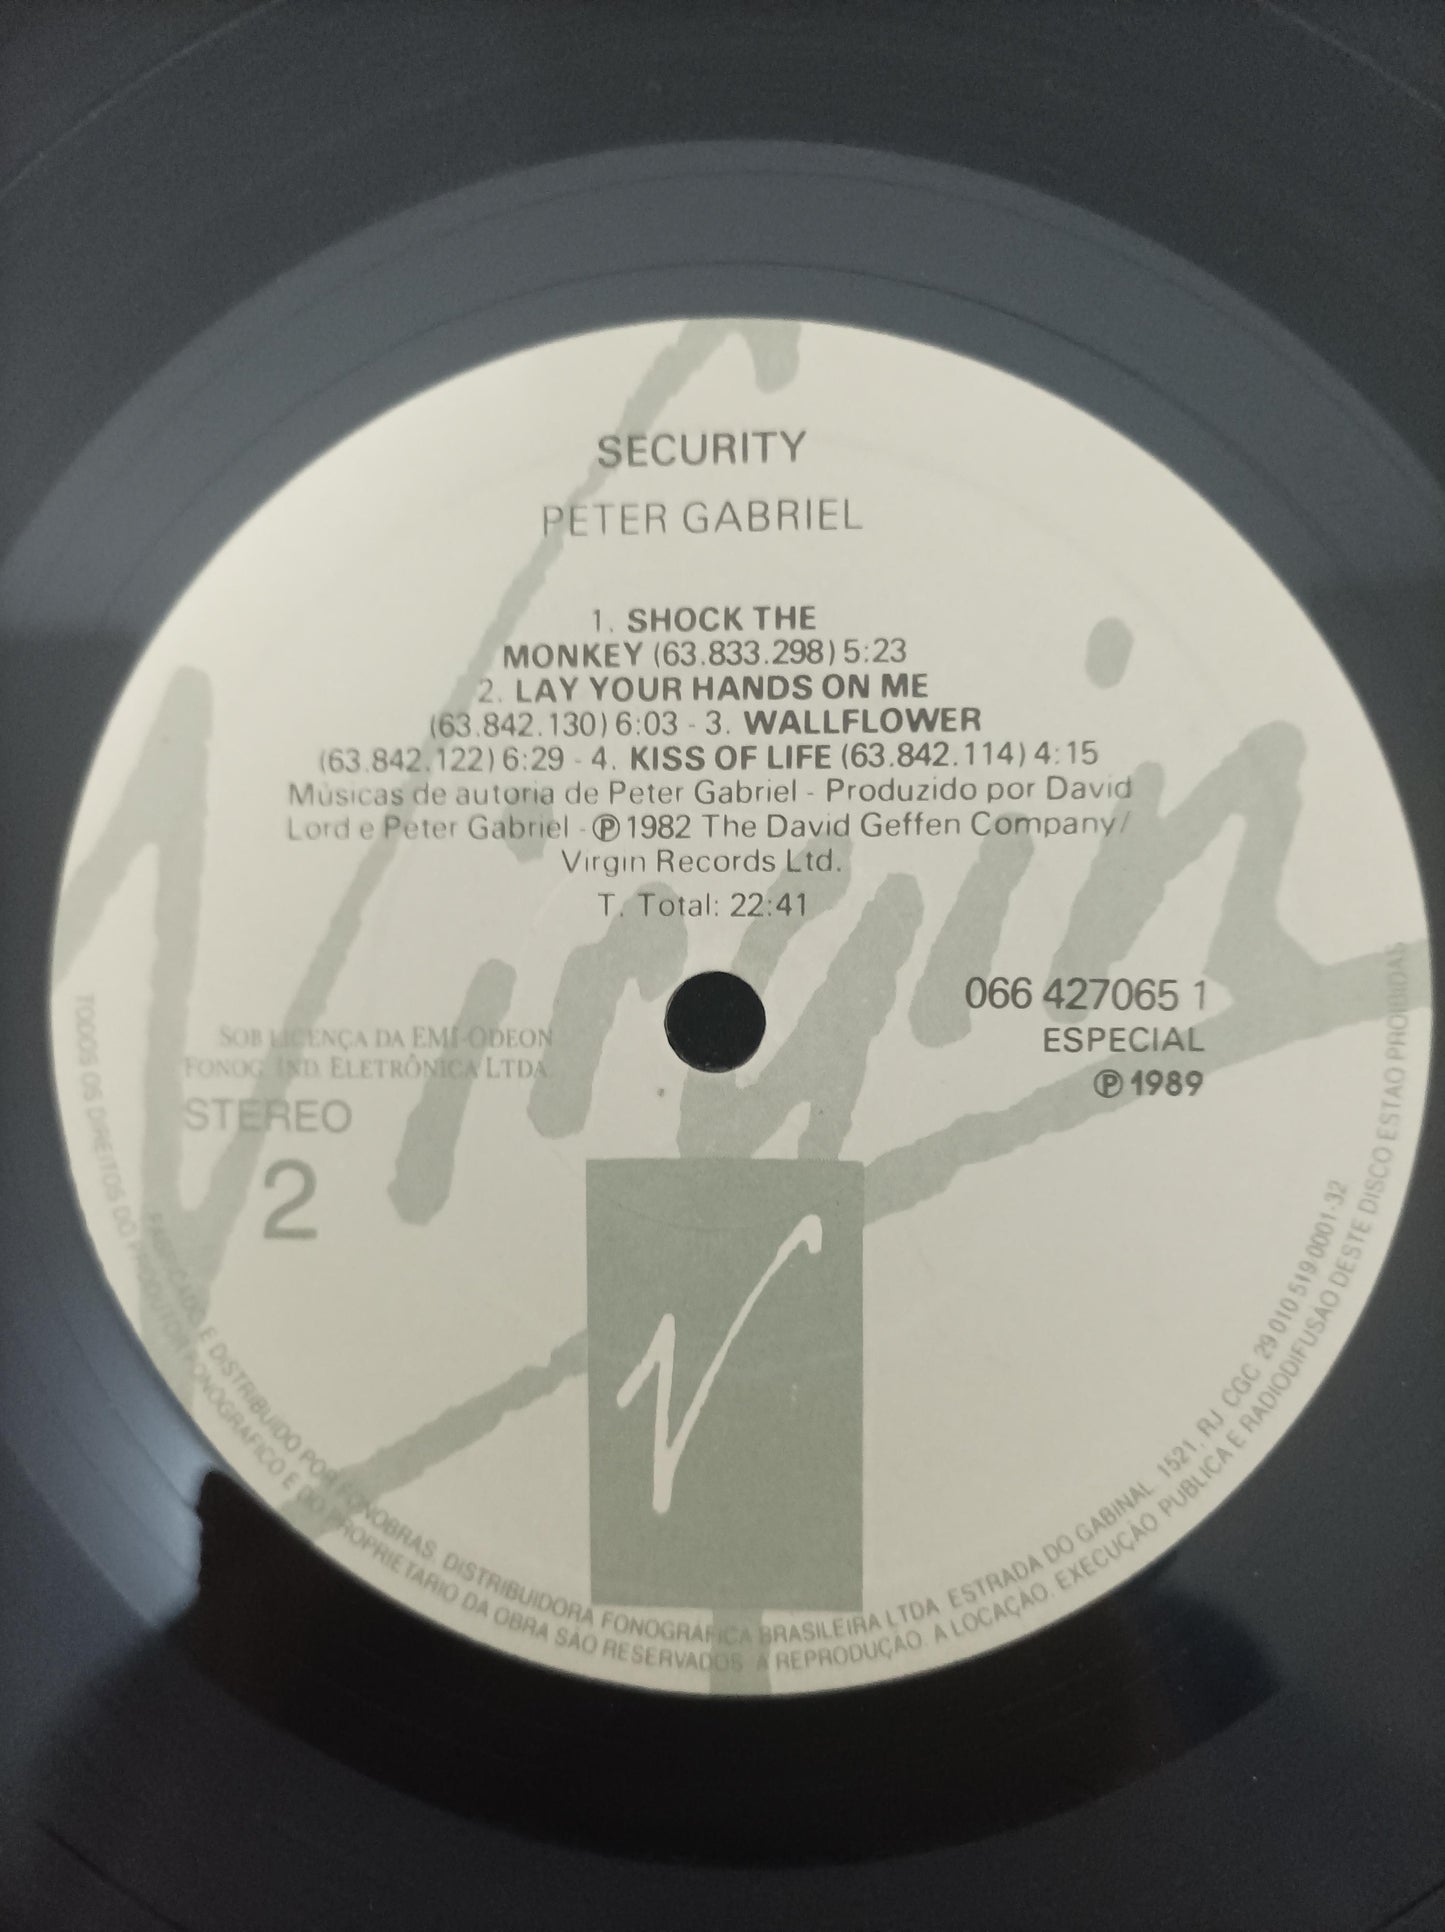 SECURITY
PETER GABRIEL
1. SHOCK THE
MONKEY (63.833.298) 5:23
2. LAY YOUR HANDS ON ME
(63.842.130) 6:03 - 3. WALLFLOWER
(63.842.122) 6:29 - 4. KISS OF LIFE (63.842.114) 4:15
Músicas de autoria de Peter Gabriel - Produzido por David
Lord e Peter Gabriel - ℗ 1982 The David Geffen Company/
Virgin Records Ltd.
T. Total: 22:41
Virgin
066 427065 1
ESPECIAL
℗ 1989
SOB LICENÇA DA EMI-ODEON
FONOG. IND. ELETRÔNICA LTDA
STEREO
2
V
FABRICADO E DISTRIBUIDO POR FONOBRAS. DISTRIBUIDORA FONOGRÁFICA BRASILEIRA LTDA ESTRADA DO GABINAL 1521, RJ CGC 29 010 519 0001-32
TODOS OS DIREITOS DO PRODUTOR FONOGRAFICO E DO PROPRIETARIO DA OBRA SÃO RESERVADOS A REPRODUÇÃO. A LOCAÇÃO. EXECUÇÃO PUBLICA E RADIODIFUSÃO DESTE DISCO ESTÃO PROIBIDAS